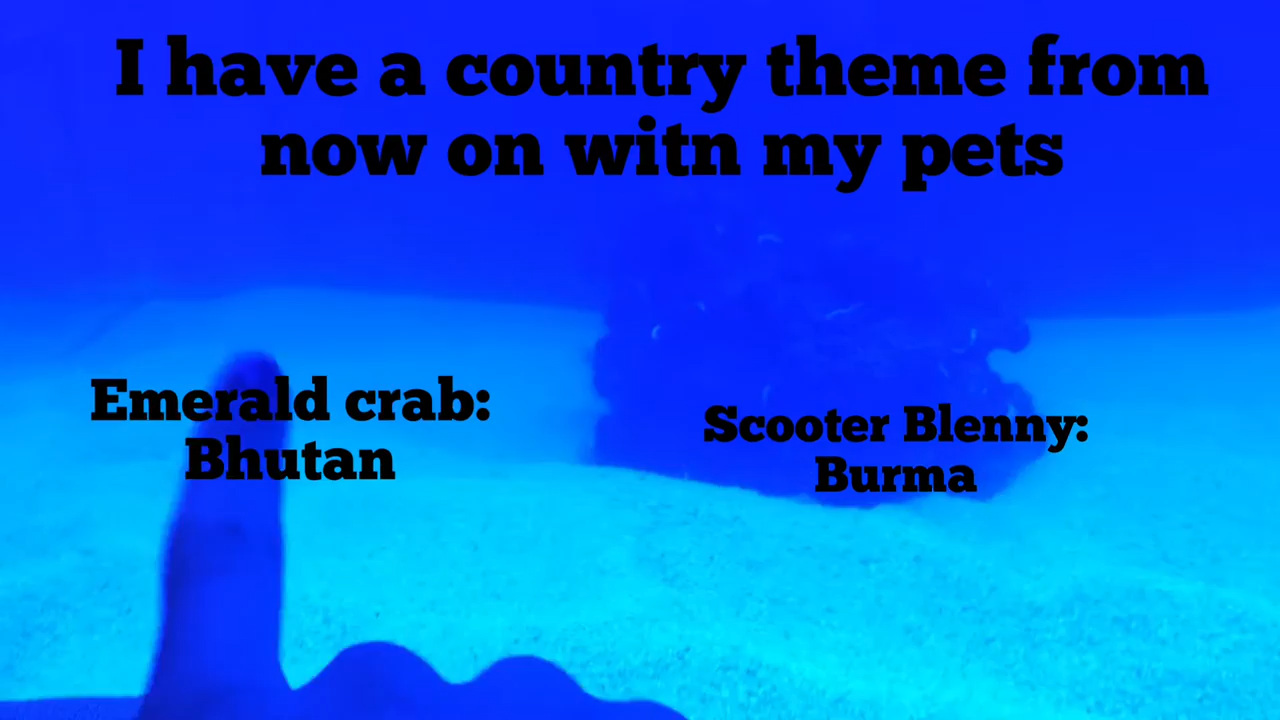 I have a country theme from
now on witn my pets
Emerald crab:
Bhutan
Scooter Blenny:
Burma